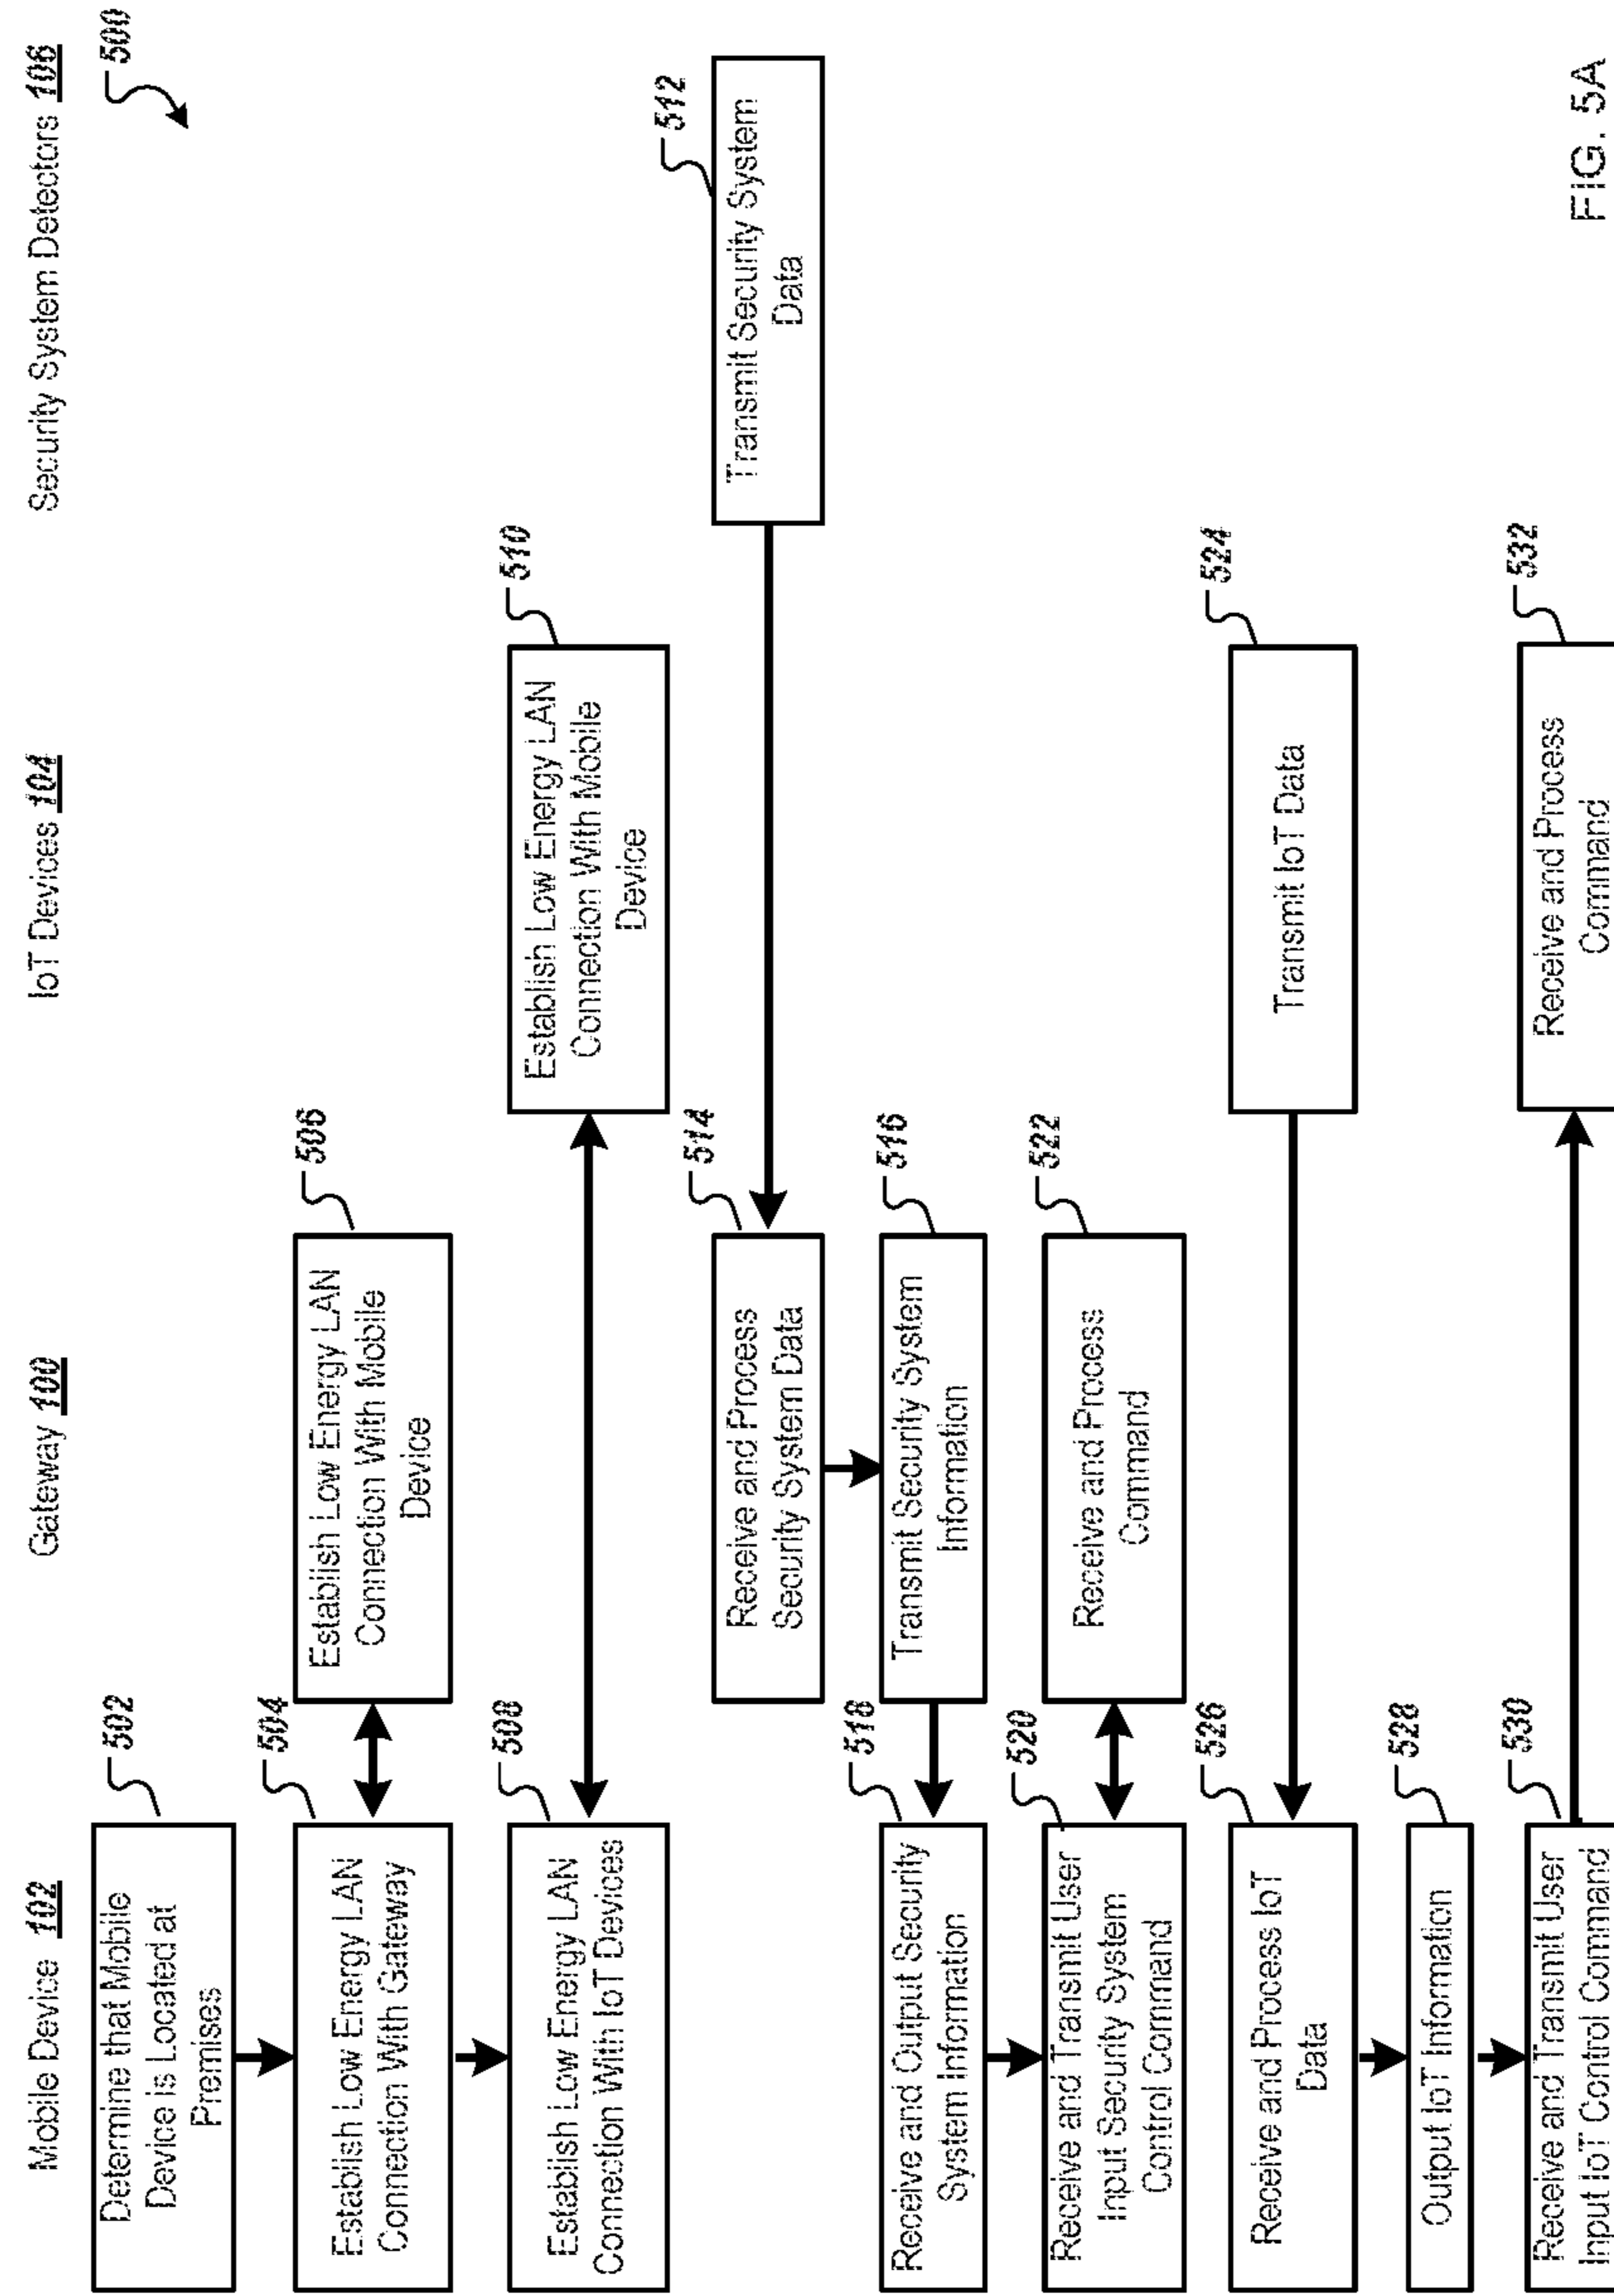 Mobile Device 102
Gateway 100
IoT Devices 104
Security System Detectors 106
500
502
Determine that Mobile
Device is Located at
Premises
504
Establish Low Energy LAN
Connection With Gateway
506
Establish Low Energy LAN
Connection With Mobile
Device
508
Establish Low Energy LAN
Connection With IoT Devices
510
Establish Low Energy LAN
Connection With Mobile
Device
512
Transmit Security System
Data
514
Receive and Process
Security System Data
516
Transmit Security System
Information
518
Receive and Output Security
System Information
520
Receive and Transmit User
Input Security System
Control Command
522
Receive and Process
Command
524
Transmit IoT Data
526
Receive and Process IoT
Data
528
Output IoT Information
530
Receive and Transmit User
Input IoT Control Command
532
Receive and Process
Command
FIG. 5A